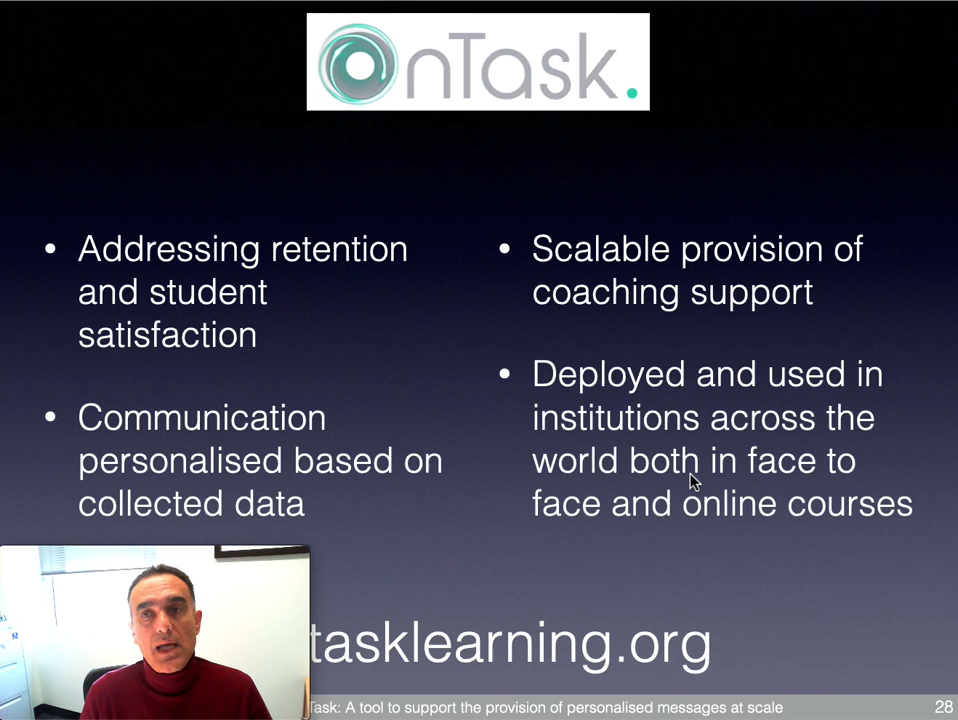 OnTask.
• Addressing retention
and student
satisfaction
• Communication
personalised based on
collected data
• Scalable provision of
coaching support
• Deployed and used in
institutions across the
world both in face to
face and online courses
tasklearning.org
Task: A tool to support the provision of personalised messages at scale
28